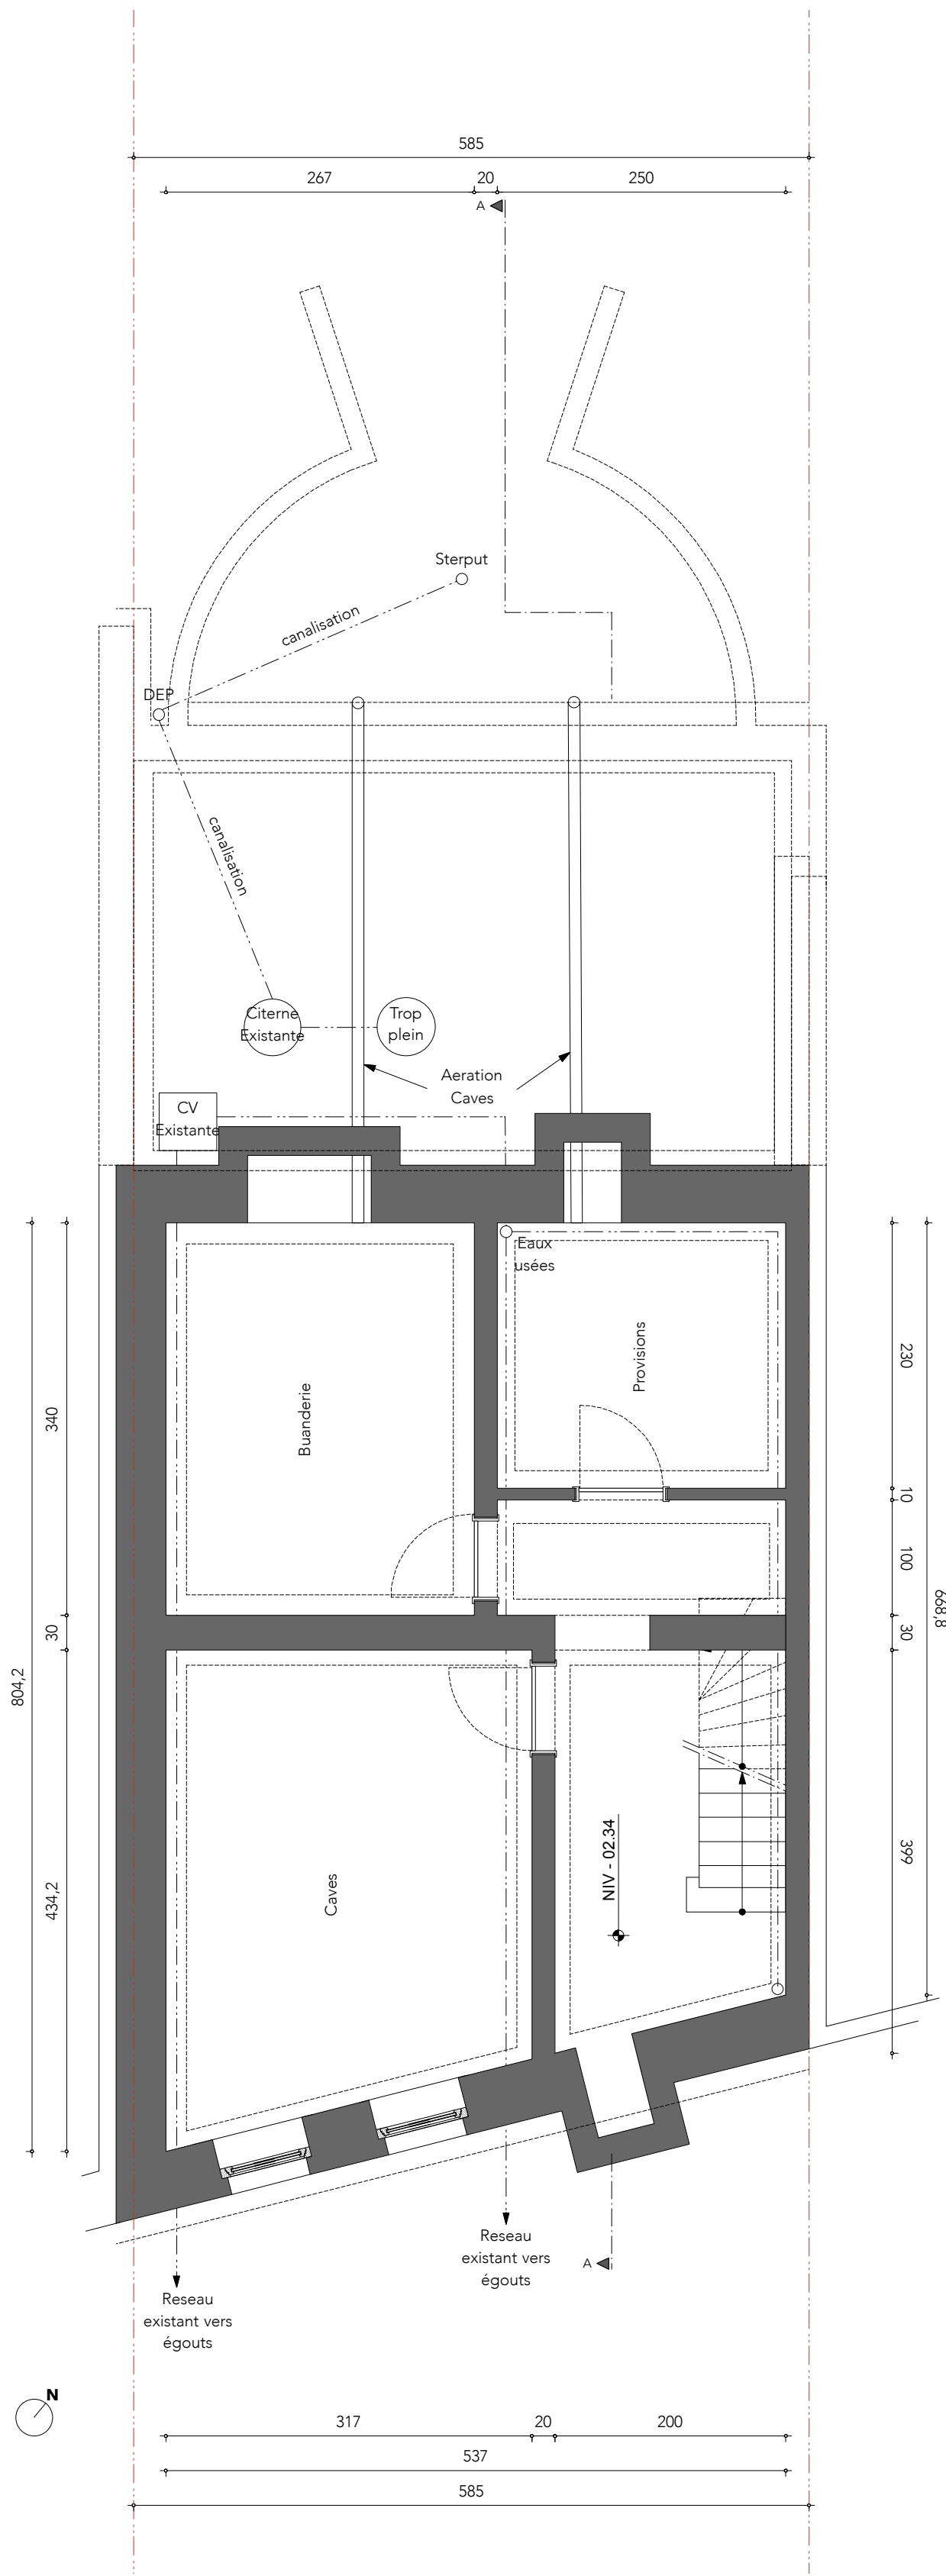 585
267
20
250
A
Sterput
canalisation
DEP
canalisation
Citerne
Existante
Trop
plein
Aeration
Caves
CV
Existante
Eaux
usées
Provisions
Buanderie
340
230
10
100
30
668,8
30
804,2
434,2
399
NIV - 02.34
Caves
Reseau
existant vers
égouts
A
Reseau
existant vers
égouts
N
317
20
200
537
585